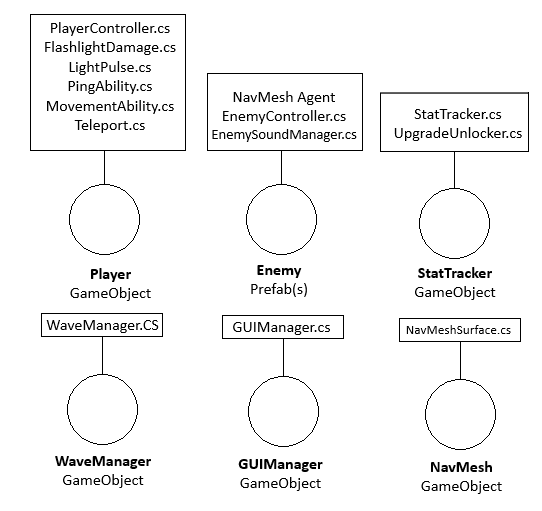 PlayerController.cs
FlashlightDamage.cs
LightPulse.cs
PingAbility.cs
MovementAbility.cs
Teleport.cs
Player
GameObject
NavMesh Agent
EnemyController.cs
EnemySoundManager.cs
Enemy
Prefab(s)
StatTracker.cs
UpgradeUnlocker.cs
StatTracker
GameObject
WaveManager.CS
WaveManager
GameObject
GUIManager.cs
GUIManager
GameObject
NavMeshSurface.cs
NavMesh
GameObject